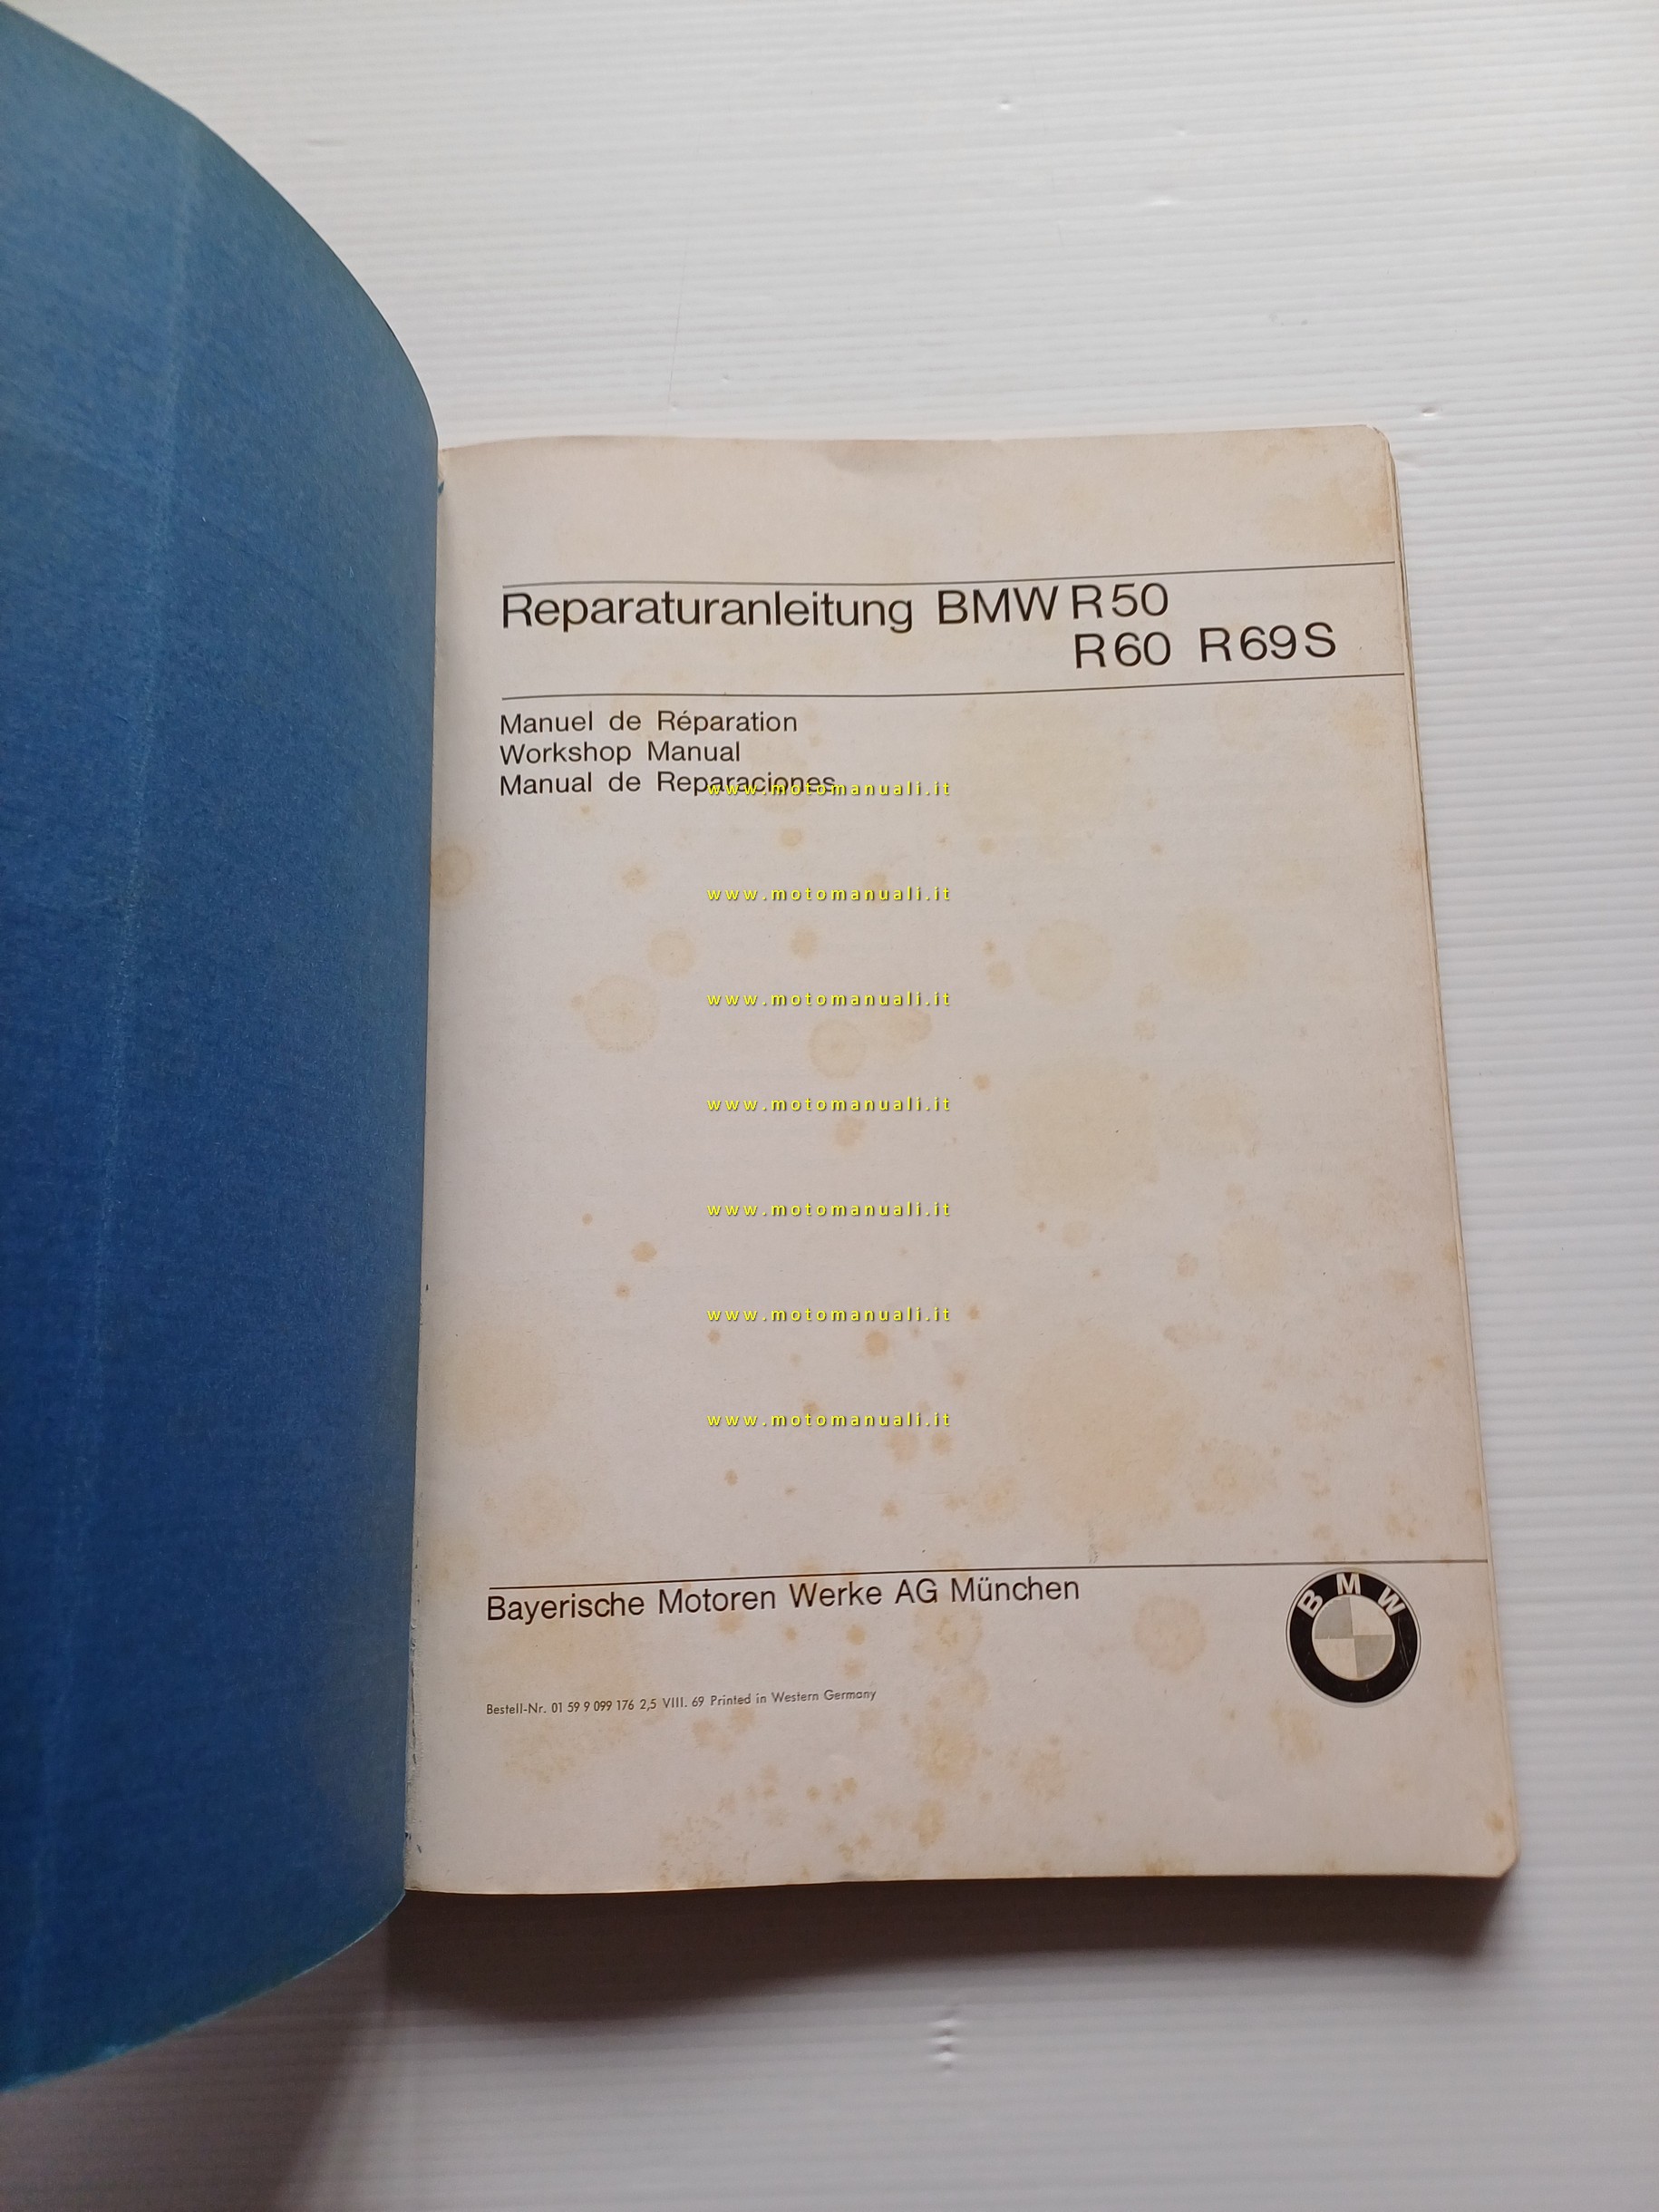 Reparaturanleitung BMW R50
R60 R69S
Manuel de Réparation
Workshop Manual
Manual de Reparaciones
www.motomanuali.it
www.motomanuali.it
www.motomanuali.it
www.motomanuali.it
www.motomanuali.it
www.motomanuali.it
www.motomanuali.it
Bayerische Motoren Werke AG München
BMW
Bestell-Nr. 01 59 9 099 176 2,5 VIII. 69 Printed in Western Germany